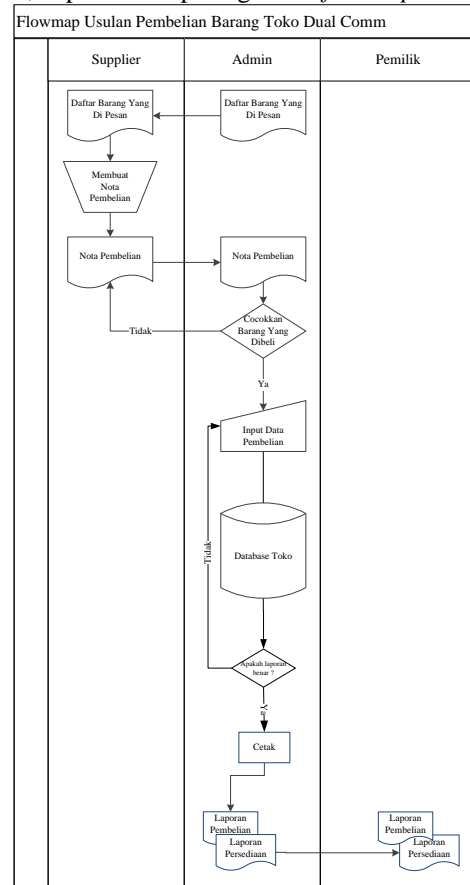 Flowmap Usulan Pembelian Barang Toko Dual Comm
Supplier
Admin
Pemilik
Daftar Barang Yang
Di Pesan
Daftar Barang Yang
Di Pesan
Membuat
Nota
Pembelian
Nota Pembelian
Nota Pembelian
Cocokkan
Barang Yang
Dibeli
Tidak
Ya
Input Data
Pembelian
Database Toko
Tidak
Apakah laporan
benar ?
Ya
Cetak
Laporan
Pembelian
Laporan
Persediaan
Laporan
Pembelian
Laporan
Persediaan